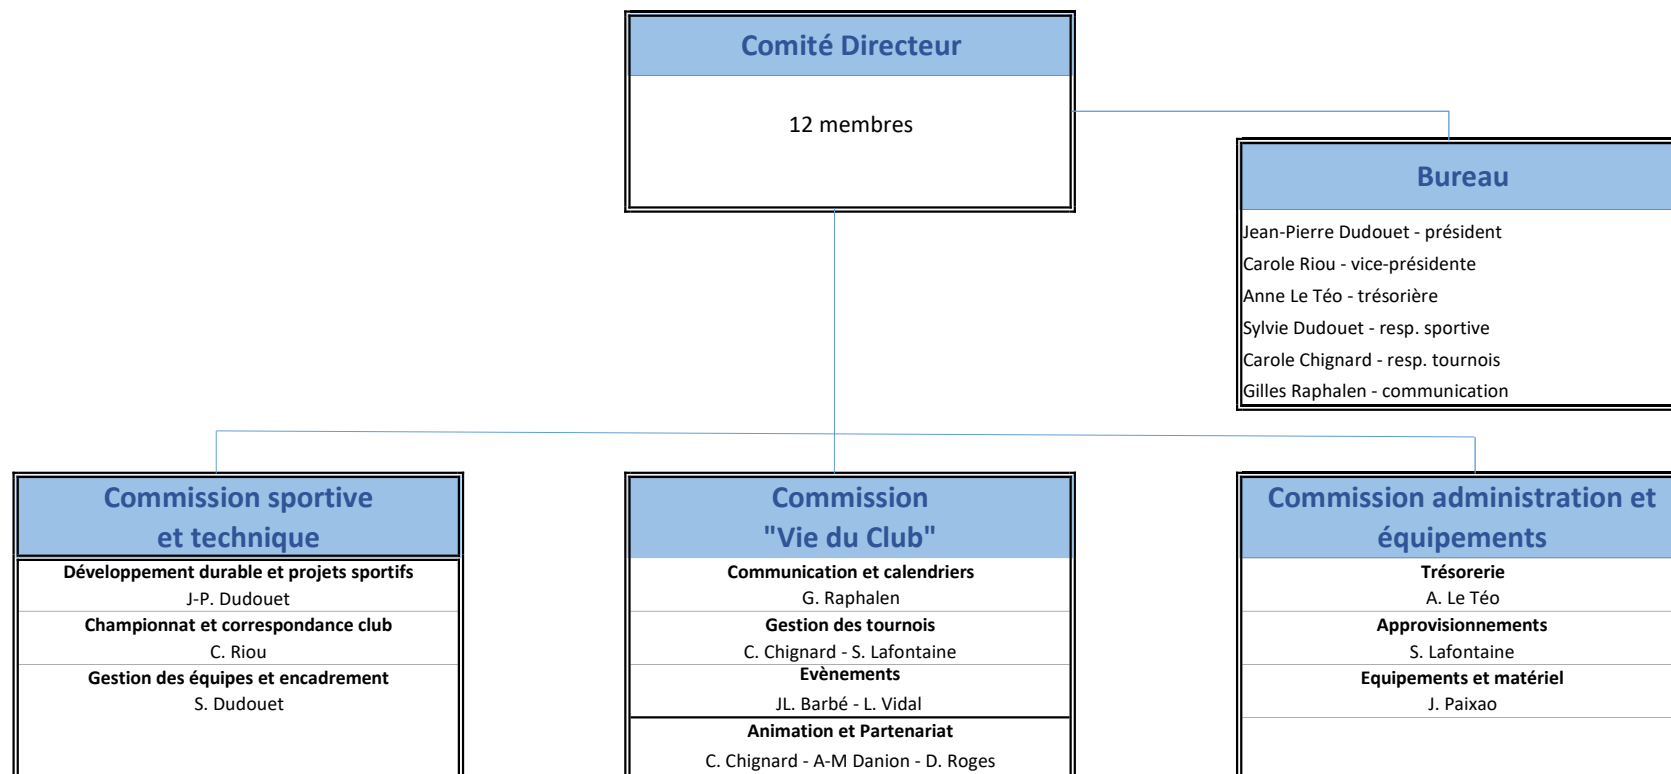 Comité Directeur
12 membres
Bureau
Jean-Pierre Dudouet - président
Carole Riou - vice-présidente
Anne Le Téo - trésorière
Sylvie Dudouet - resp. sportive
Carole Chignard - resp. tournois
Gilles Raphalen - communication
Commission sportive
et technique
Développement durable et projets sportifs
J-P. Dudouet
Championnat et correspondance club
C. Riou
Gestion des équipes et encadrement
S. Dudouet
Commission
"Vie du Club"
Communication et calendriers
G. Raphalen
Gestion des tournois
C. Chignard - S. Lafontaine
Evènements
JL. Barbé - L. Vidal
Animation et Partenariat
C. Chignard - A-M Danion - D. Roges
Commission administration et
équipements
Trésorerie
A. Le Téo
Approvisionnements
S. Lafontaine
Equipements et matériel
J. Paixao